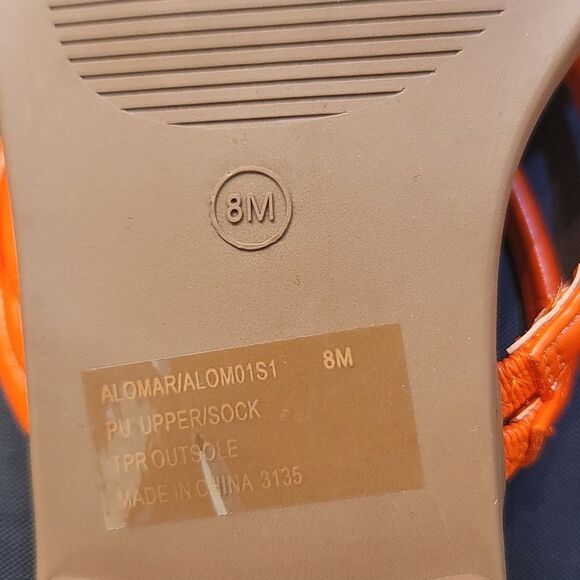 8M
ALOMAR/ALOM01S1 8M
PU UPPER/SOCK
TPR OUTSOLE
MADE IN CHINA 3135